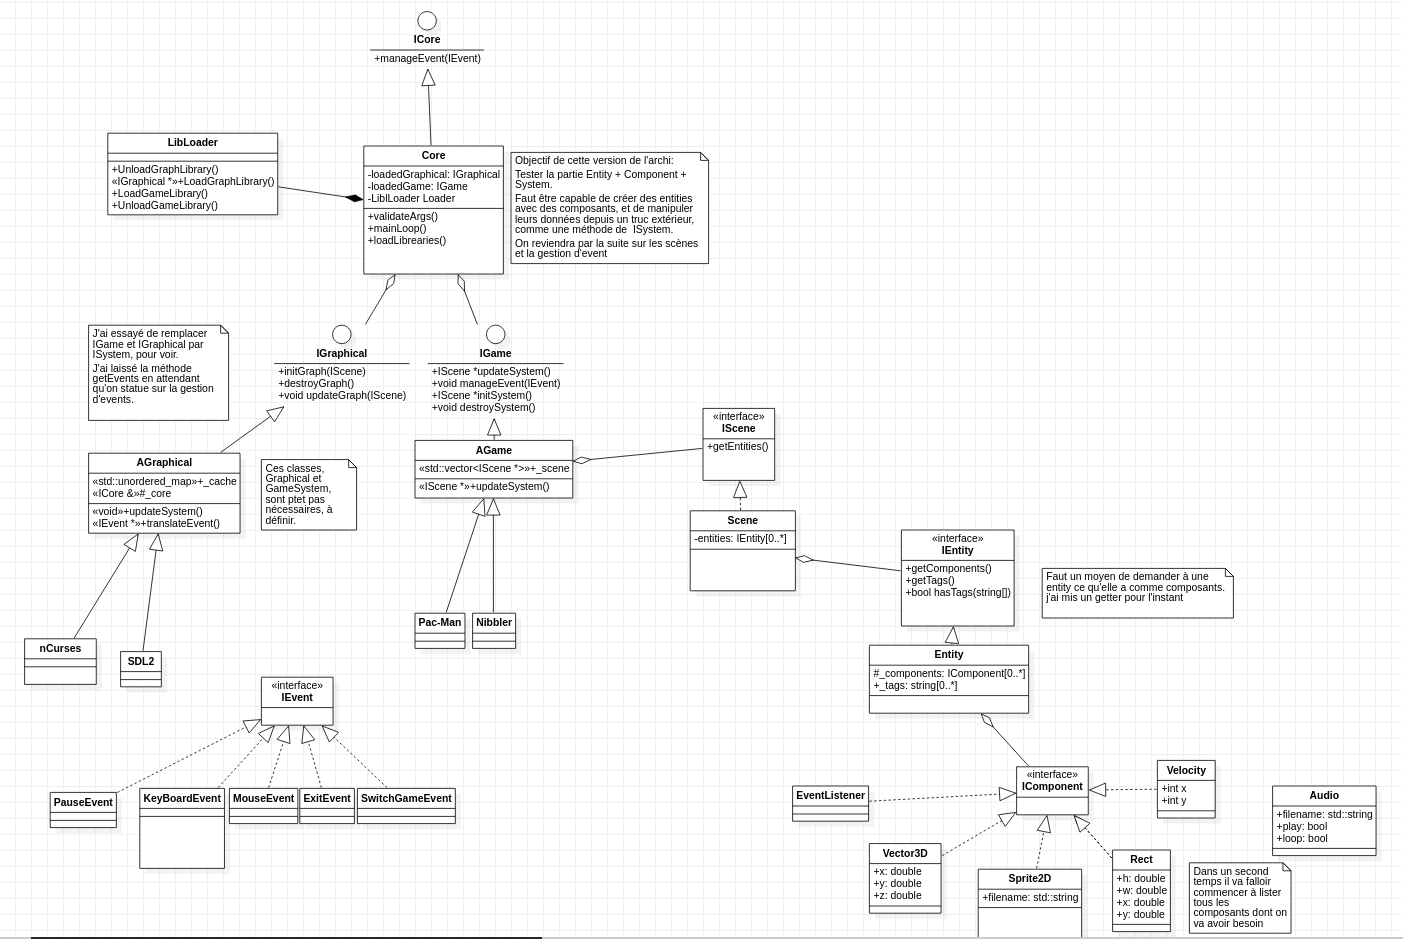 ICore
+manageEvent(IEvent)
LibLoader
+UnloadGraphLibrary()
«IGraphical *»+LoadGraphLibrary()
+LoadGameLibrary()
+UnloadGameLibrary()
Core
-loadedGraphical: IGraphical
-loadedGame: IGame
-LiblLoader Loader
+validateArgs()
+mainLoop()
+loadLibrearies()
Objectif de cette version de l'archi:
Tester la partie Entity + Component +
System.
Faut être capable de créer des entities
avec des composants, et de manipuler
leurs données depuis un truc extérieur,
comme une méthode de ISystem.
On reviendra par la suite sur les scènes
et la gestion d'event
J'ai essayé de remplacer
IGame et IGraphical par
ISystem, pour voir.
J'ai laissé la méthode
getEvents en attendant
qu'on statue sur la gestion
d'events.
IGraphical
+initGraph(IScene)
+destroyGraph()
+void updateGraph(IScene)
IGame
+IScene *updateSystem()
+void manageEvent(IEvent)
+IScene *initSystem()
+void destroySystem()
«interface»
IScene
+getEntities()
AGraphical
«std::unordered_map»+_cache
«ICore &»#_core
«void»+updateSystem()
«IEvent *»+translateEvent()
Ces classes,
Graphical et
GameSystem,
sont ptet pas
nécessaires, à
définir.
AGame
«std::vector<IScene *>»+_scene
«IScene *»+updateSystem()
Scene
-entities: IEntity[0..*]
«interface»
IEntity
+getComponents()
+getTags()
+bool hasTags(string[])
Faut un moyen de demander à une
entity ce qu'elle a comme composants.
j'ai mis un getter pour l'instant
nCurses
SDL2
Pac-Man
Nibbler
Entity
#_components: IComponent[0..*]
+_tags: string[0..*]
«interface»
IEvent
PauseEvent
KeyBoardEvent
MouseEvent
ExitEvent
SwitchGameEvent
«interface»
IComponent
EventListener
Velocity
+int x
+int y
Audio
+filename: std::string
+play: bool
+loop: bool
Vector3D
+x: double
+y: double
+z: double
Sprite2D
+filename: std::string
Rect
+h: double
+w: double
+x: double
+y: double
Dans un second
temps il va falloir
commencer à lister
tous les
composants dont on
va avoir besoin